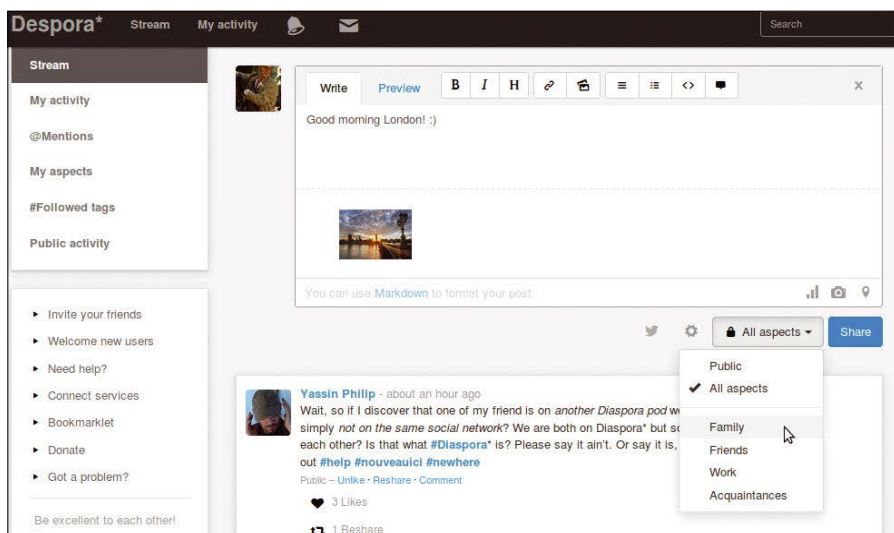 Despora*
Stream
My activity
Search
Stream
My activity
@Mentions
My aspects
#Followed tags
Public activity
Invite your friends
Welcome new users
Need help?
Connect services
Bookmarklet
Donate
Got a problem?
Be excellent to each other!
Write
Preview
B I H
Good morning London! :)
You can use Markdown to format your post
All aspects
Share
Public
All aspects
Family
Friends
Work
Acquaintances
Yassin Philip - about an hour ago
Wait, so if I discover that one of my friend is on another Diaspora pod
simply not on the same social network? We are both on Diaspora* but
each other? Is that what #Diaspora* is? Please say it ain't. Or say it is,
out #help #nouveauici #newhere
Public – Unlike · Reshare · Comment
3 Likes
1 Reshare